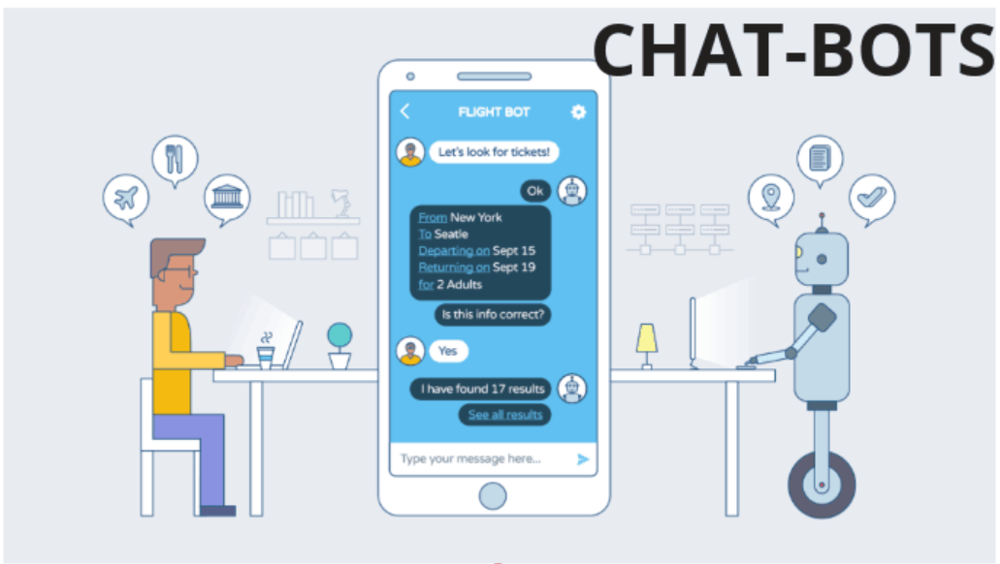 CHAT-BOTS
FLIGHT BOT
Let's look for tickets!
Ok
From New York
To Seatle
Departing on Sept 15
Returning on Sept 19
for 2 Adults
Is this info correct?
Yes
I have found 17 results
See all results
Type your message here...